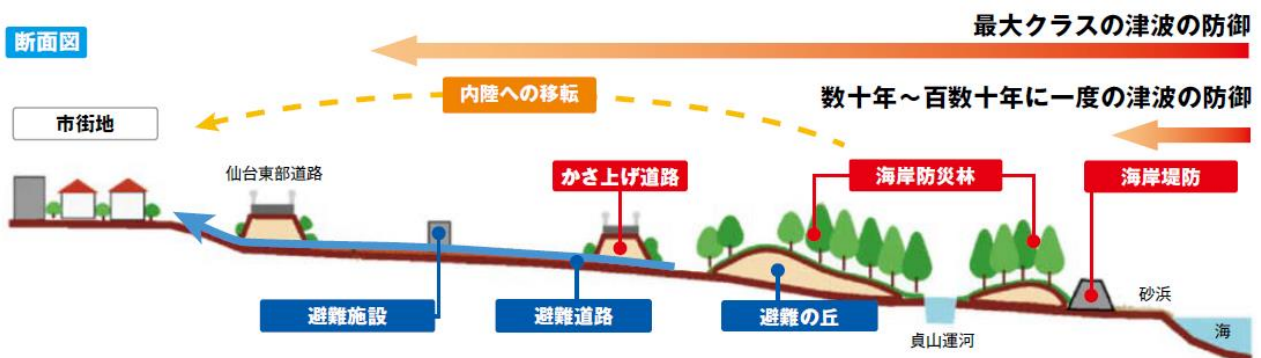 断面図
最大クラスの津波の防御
内陸への移転
数十年～百数十年に一度の津波の防御
市街地
仙台東部道路
かさ上げ道路
海岸防災林
海岸堤防
避難施設
避難道路
避難の丘
砂浜
貞山運河
海